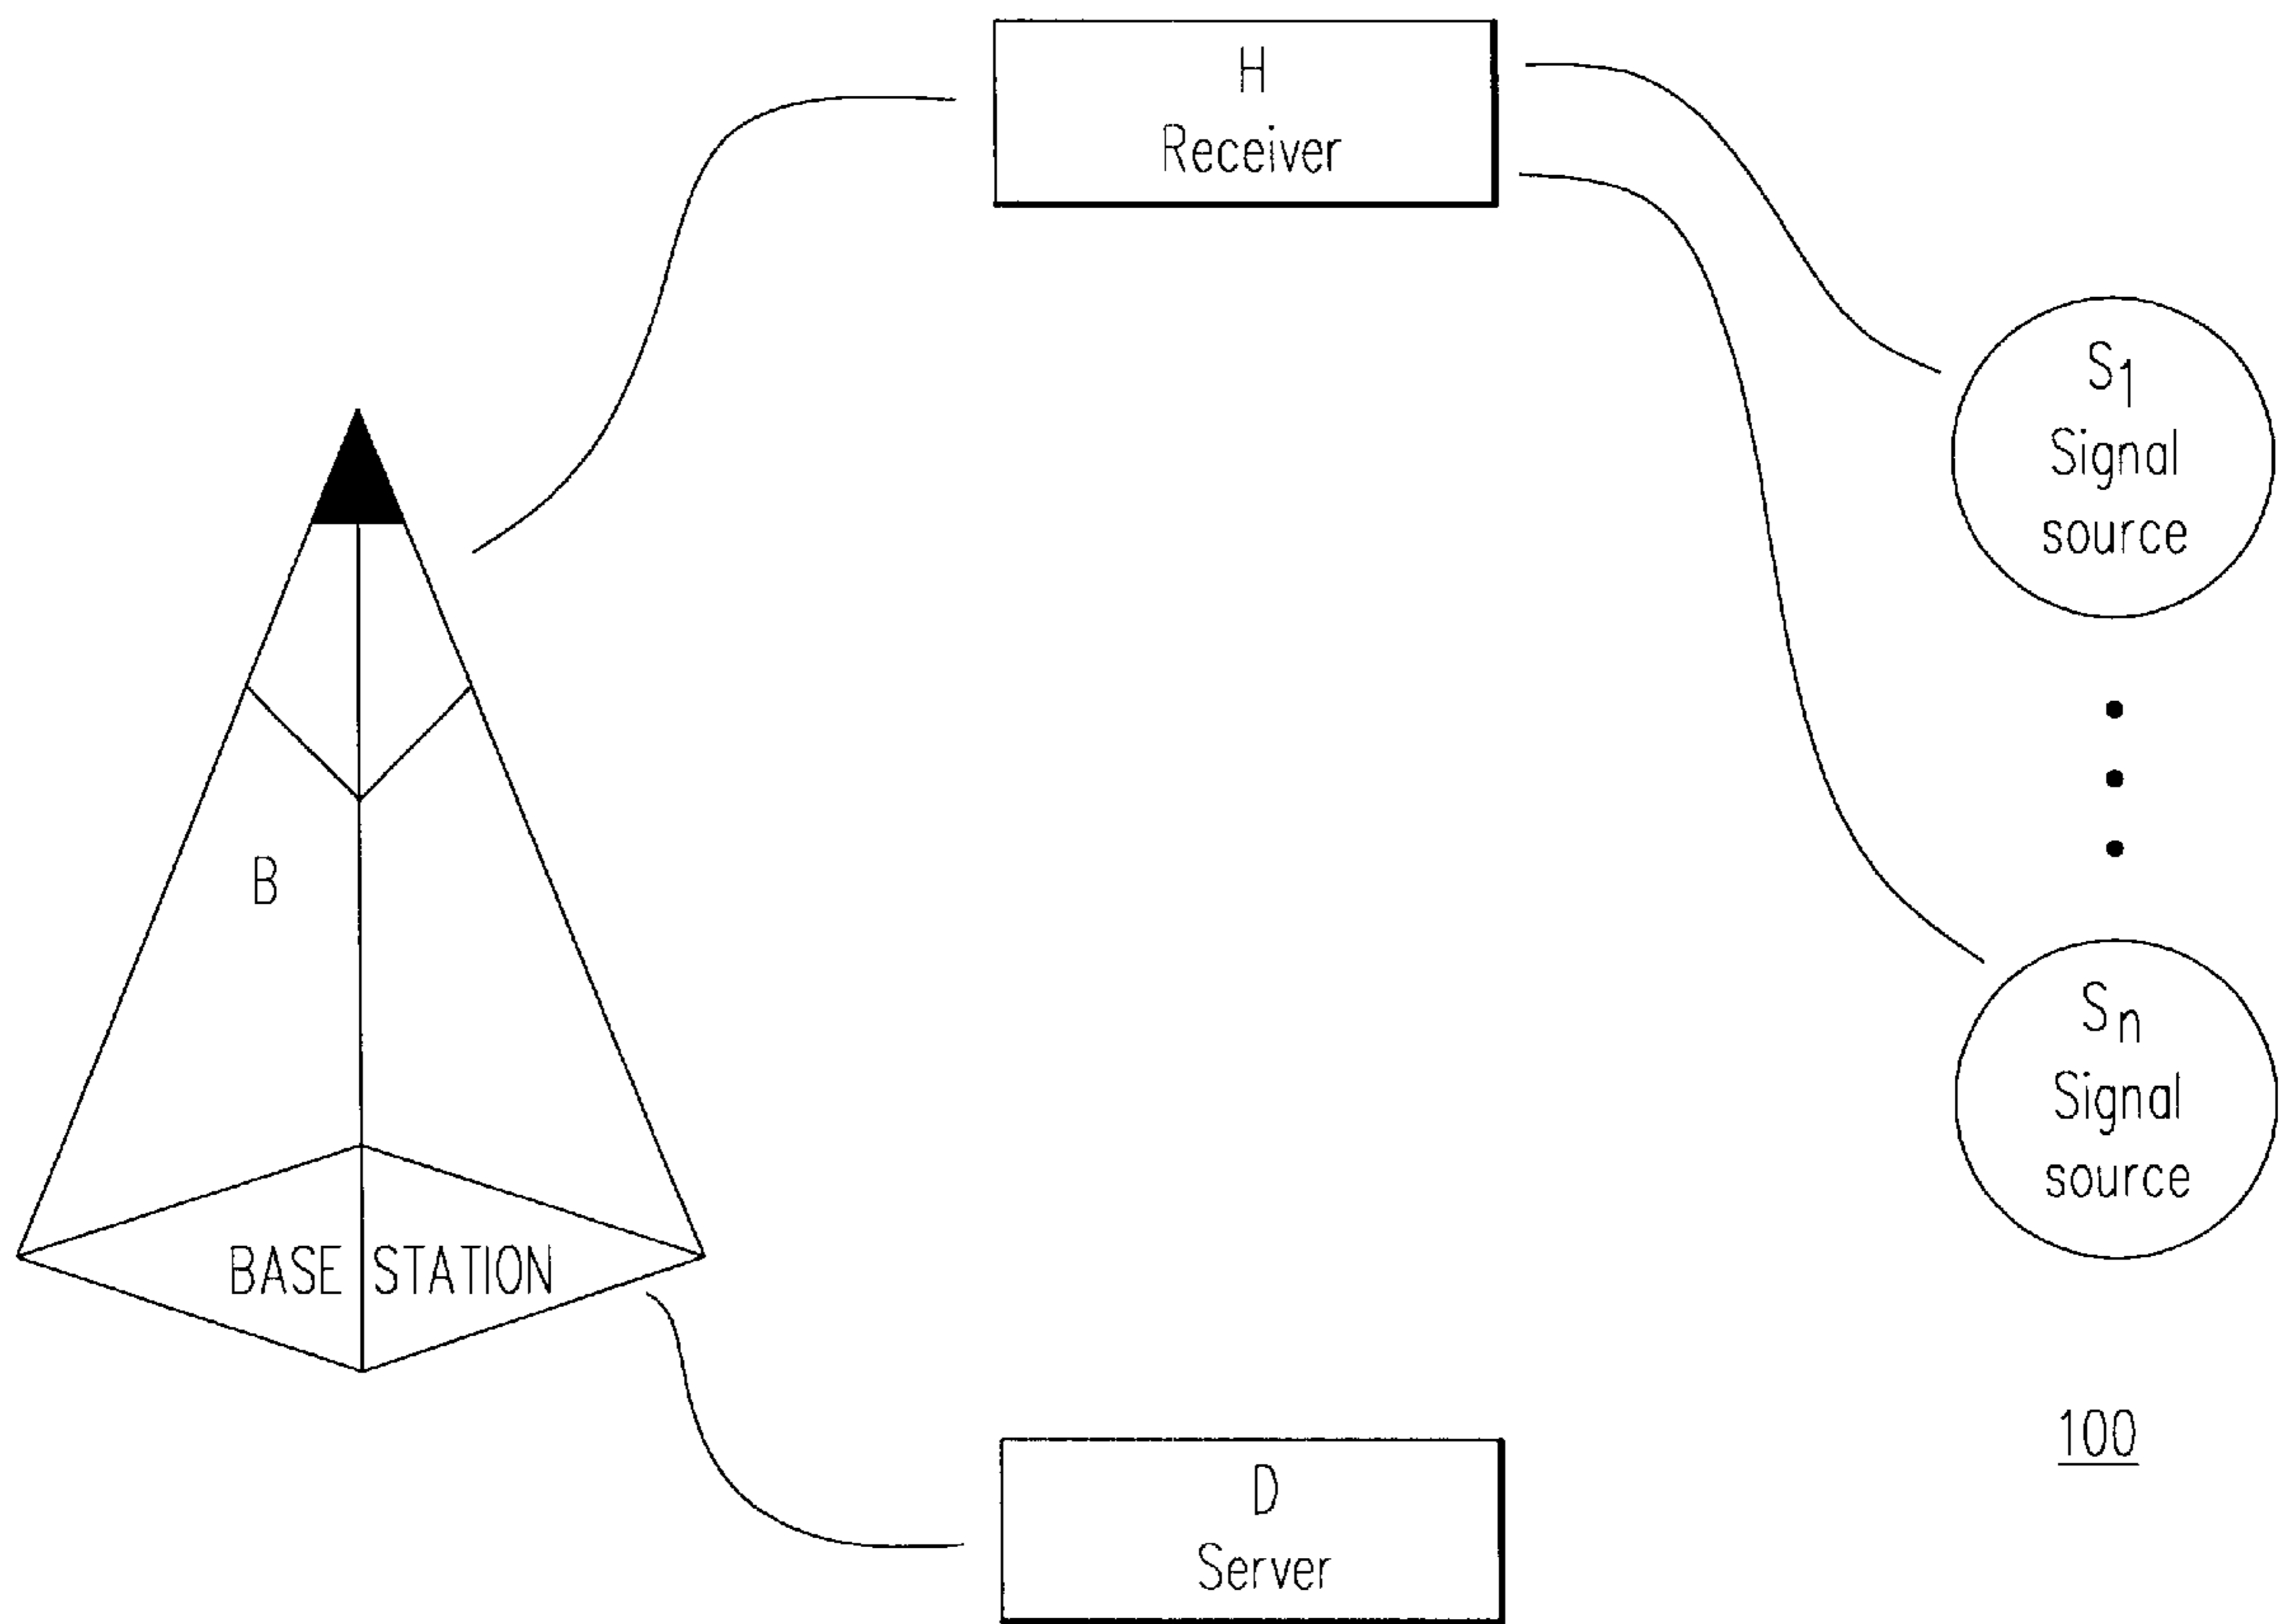 H
Receiver
S1
Signal
source
B
Sn
Signal
source
BASE STATION
100
D
Server